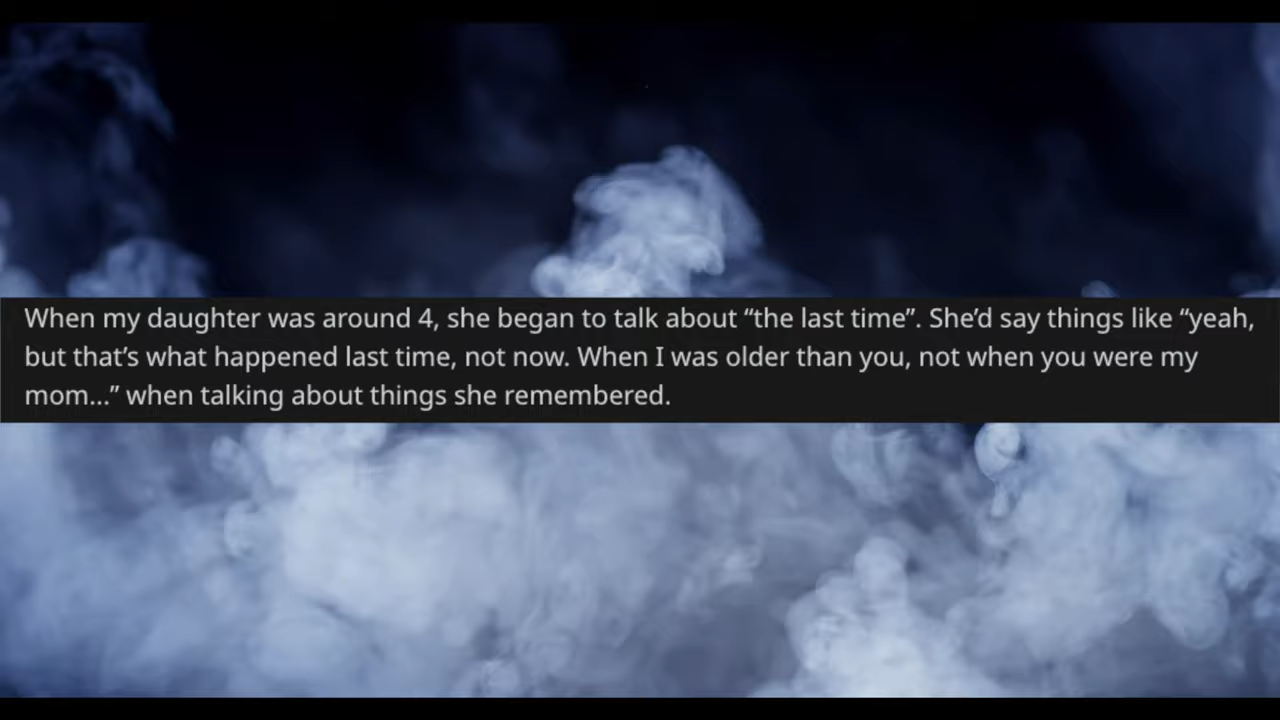 When my daughter was around 4, she began to talk about “the last time”. She’d say things like “yeah,
but that’s what happened last time, not now. When I was older than you, not when you were my
mom...” when talking about things she remembered.